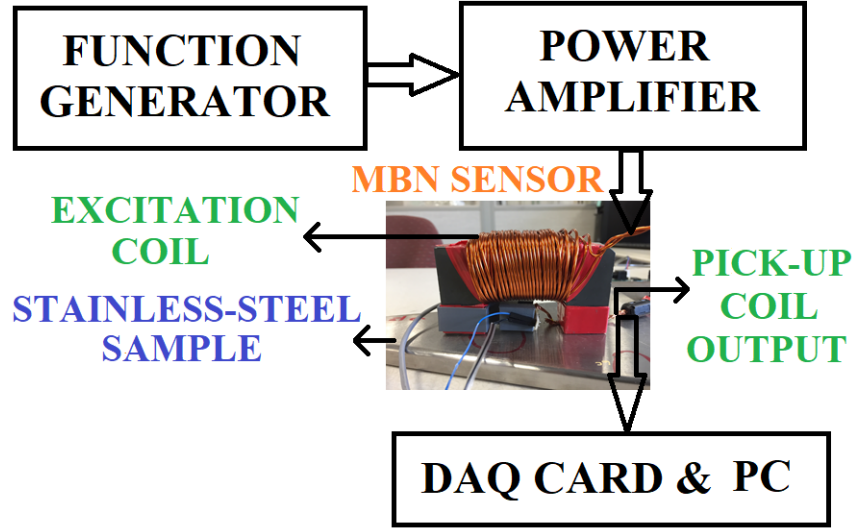 FUNCTION
GENERATOR
POWER
AMPLIFIER
MBN SENSOR
EXCITATION
COIL
STAINLESS-STEEL
SAMPLE
PICK-UP
COIL
OUTPUT
DAQ CARD & PC